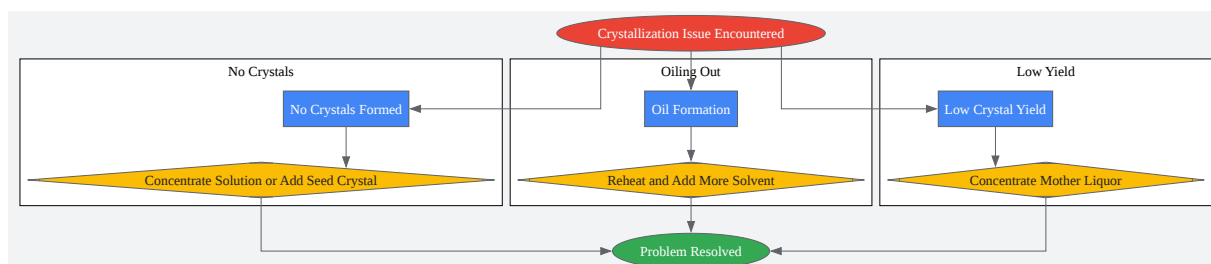 Crystallization Issue Encountered
No Crystals
Oiling Out
Low Yield
No Crystals Formed
Oil Formation
Low Crystal Yield
Concentrate Solution or Add Seed Crystal
Reheat and Add More Solvent
Concentrate Mother Liquor
Problem Resolved